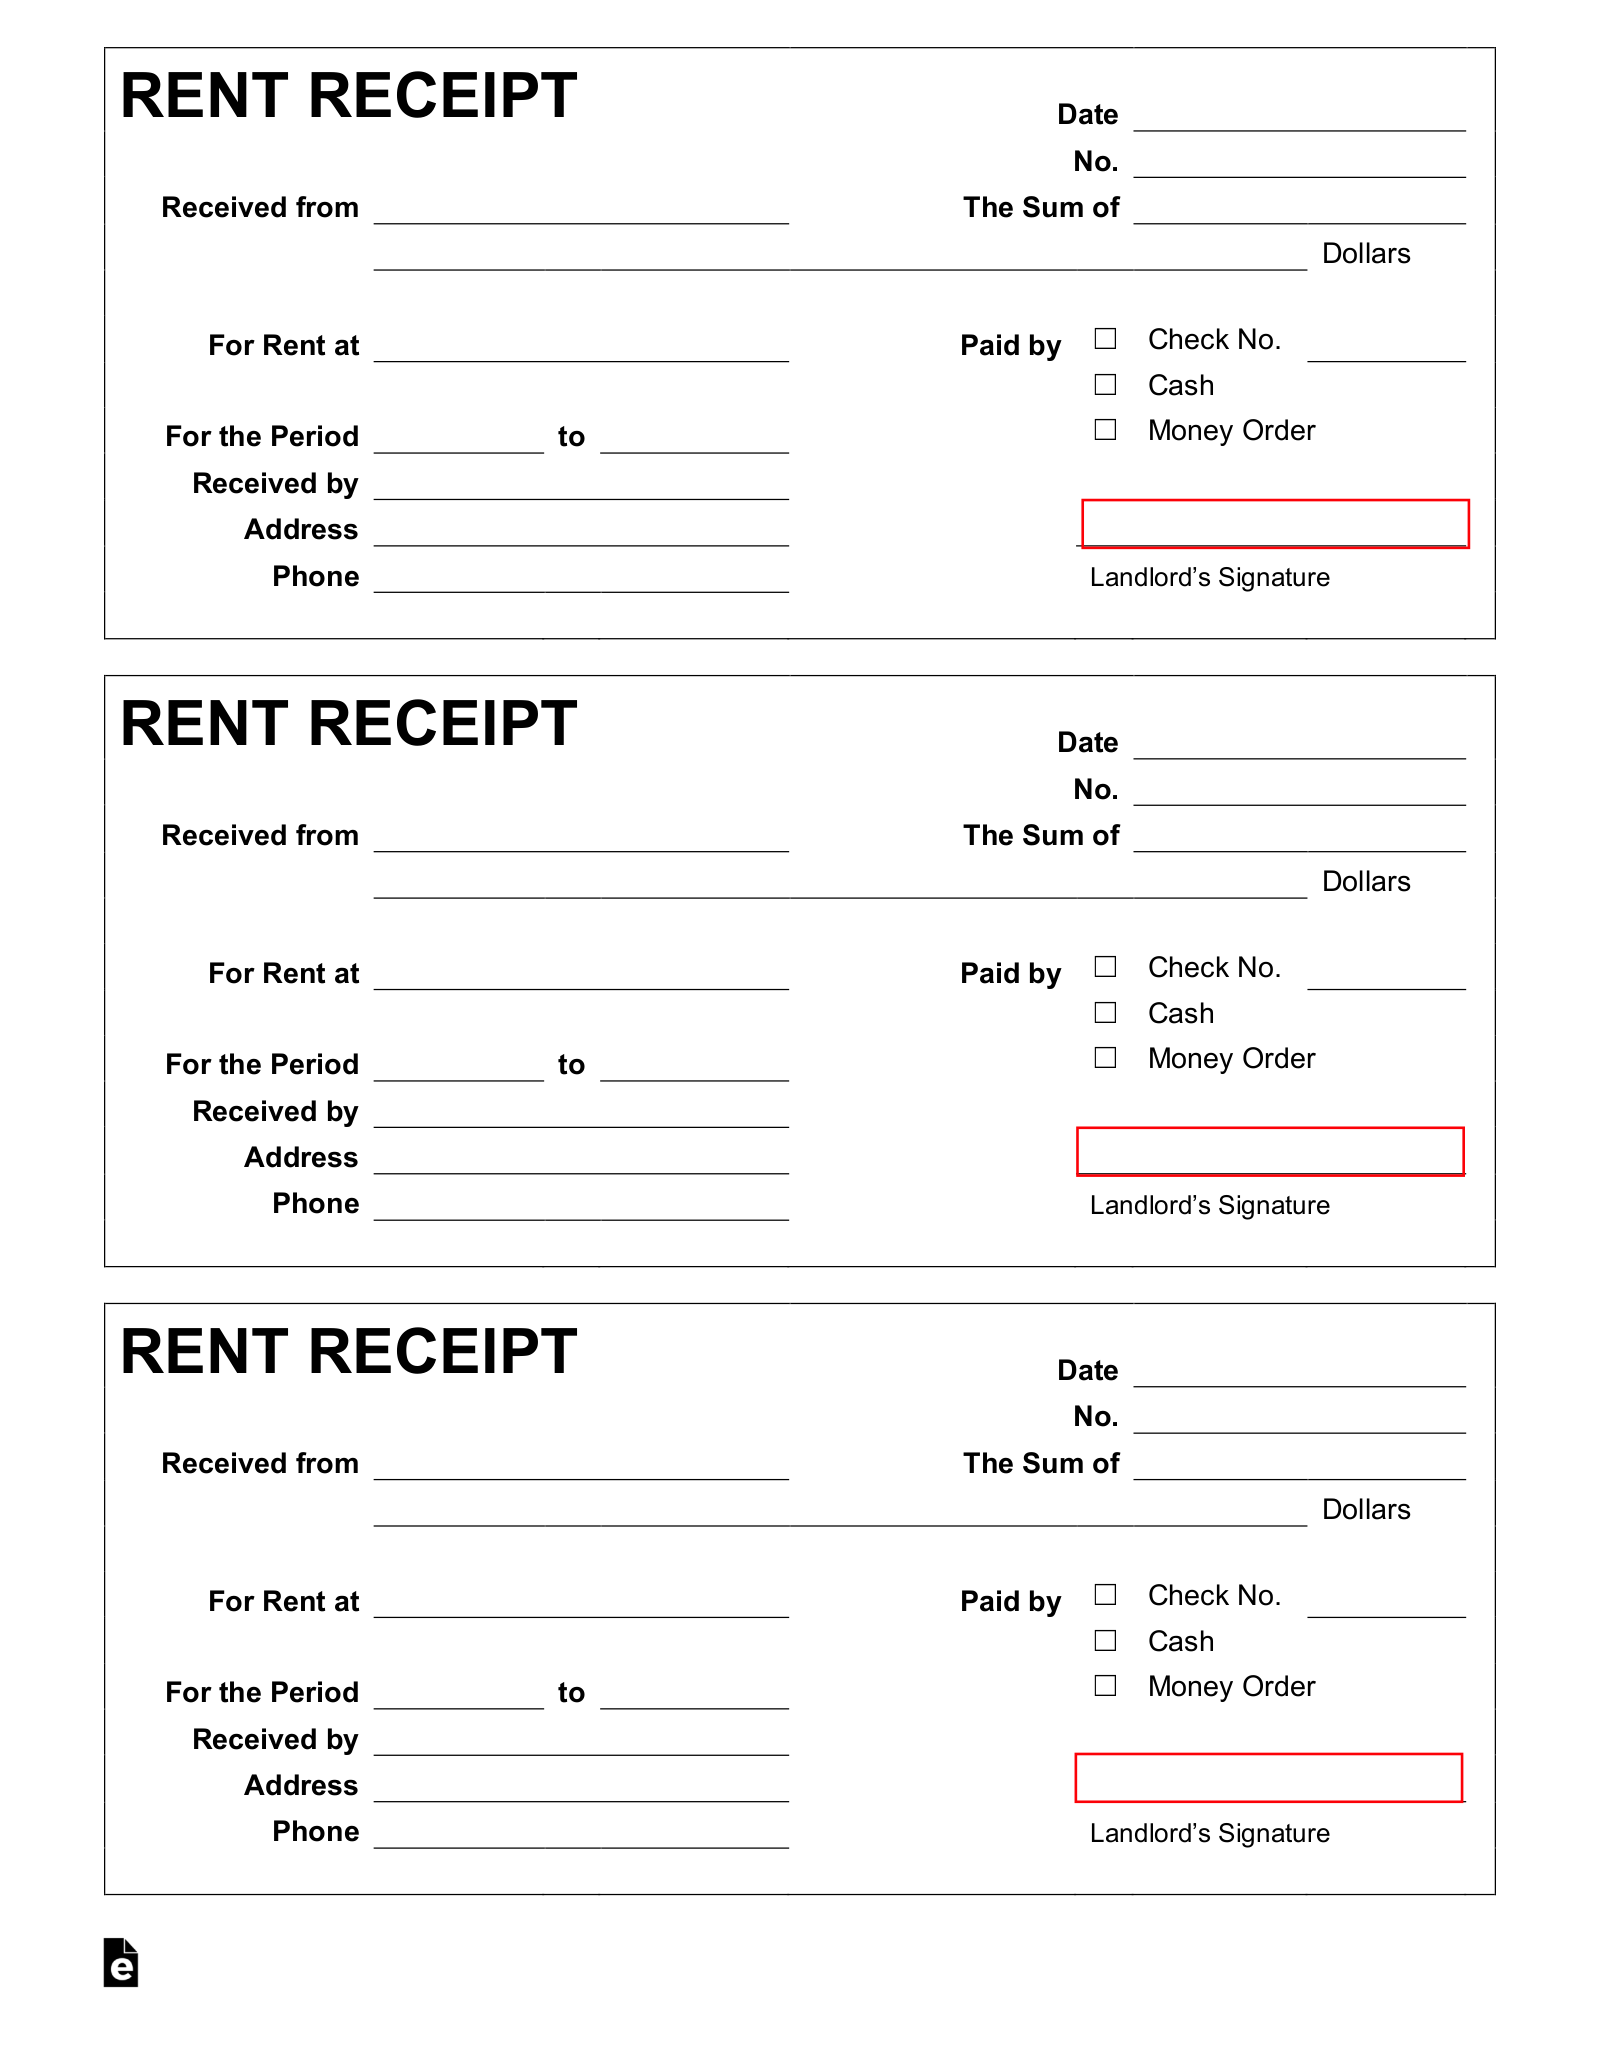 RENT RECEIPT
Date
No.
Received from The Sum of
Dollars
For Rent at Paid by ☐ Check No.
☐ Cash
☐ Money Order
For the Period to
Received by
Address
Phone Landlord’s Signature
RENT RECEIPT
Date
No.
Received from The Sum of
Dollars
For Rent at Paid by ☐ Check No.
☐ Cash
☐ Money Order
For the Period to
Received by
Address
Phone Landlord’s Signature
RENT RECEIPT
Date
No.
Received from The Sum of
Dollars
For Rent at Paid by ☐ Check No.
☐ Cash
☐ Money Order
For the Period to
Received by
Address
Phone Landlord’s Signature
e